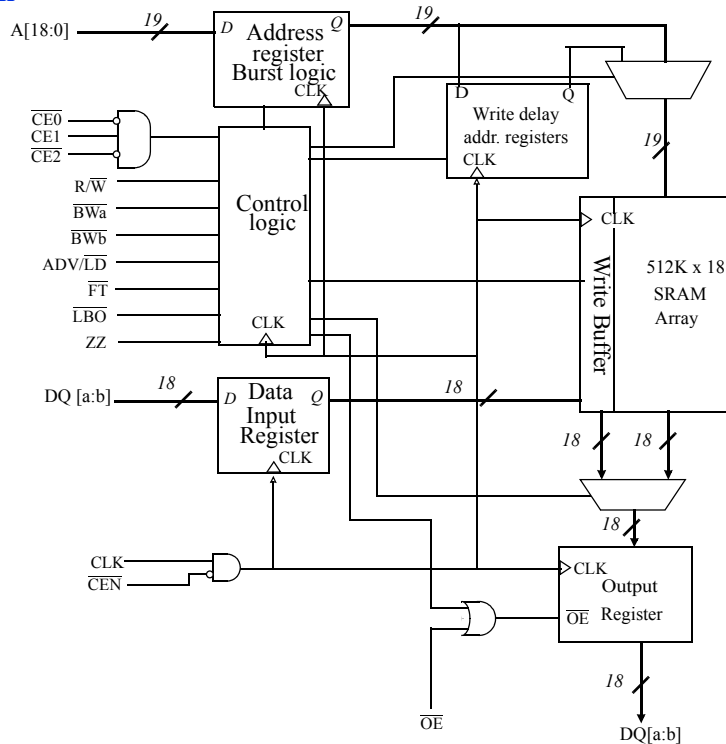 A[18:0]
19
D
Address
register
Burst logic
Q
CLK
19
D
Q
Write delay
addr. registers
CLK
19
CE0
CE1
CE2
R/W
BWa
BWb
ADV/LD
FT
LBO
ZZ
Control
logic
CLK
CLK
Write Buffer
512K x 18
SRAM
Array
DQ [a:b]
18
D
Data
Input
Register
Q
CLK
18
18
18
18
CLK
CEN
CLK
Output
Register
OE
OE
18
DQ[a:b]